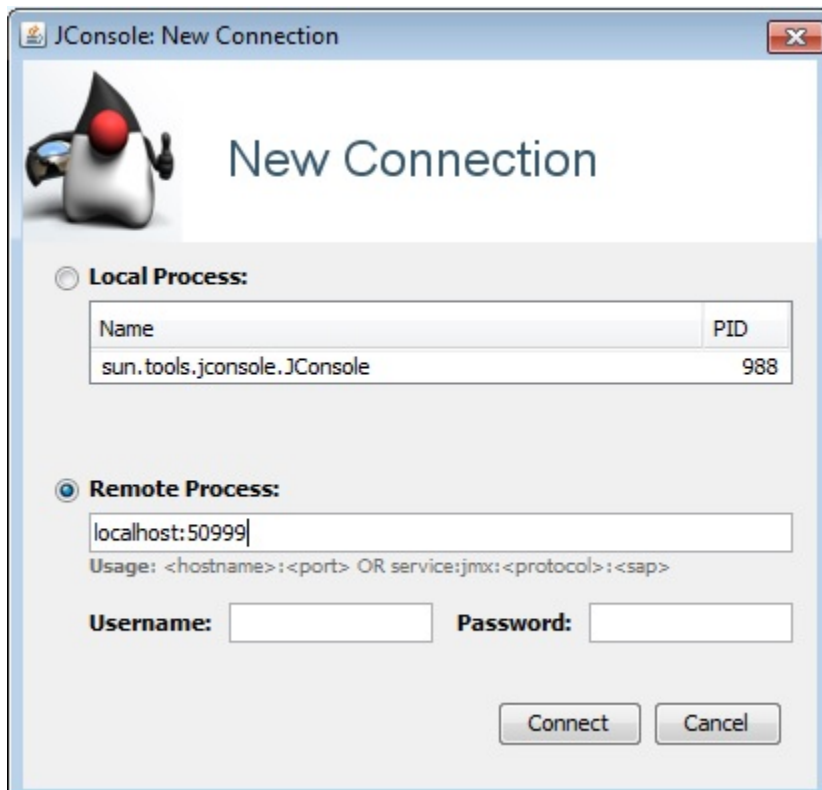 JConsole: New Connection
New Connection
Local Process:
Name PID
sun.tools.jconsole.JConsole 988
Remote Process:
localhost:50999
Usage: <hostname>:<port> OR service:jmx:<protocol>:<sap>
Username: Password:
Connect Cancel